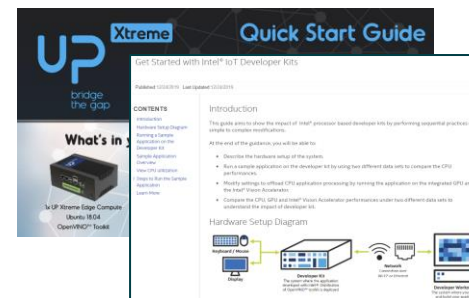 UP
Xtreme
Quick Start Guide
bridge
the gap
What's in y
1x UP Xtreme Edge Compute
Ubuntu 18.04
OpenVINO™ Toolkit
Get Started with Intel® IoT Developer Kits
CONTENTS
Introduction
Hardware Setup Diagram
Running a Sample
Application on the
Developer Kit
Sample Application
Overview
View CPU utilization
Steps to Run the Sample
Application
Learn More
Introduction
This guide aims to show the impact of Intel® processor based developer kits by performing sequential practices
simple to complex modifications.
At the end of the guidance, you will be able to:
Describe the hardware setup of the system.
Run a sample application on the developer kit by using two different data sets to compare the CPU
performances.
Modify settings to offload CPU application processing by running the application on the integrated GPU an
the Intel® Vision Accelerator.
Compare the CPU, GPU and Intel® Vision Accelerator performances under two different data sets to
understand the impact of developer kit.
Hardware Setup Diagram
Keyboard / Mouse
Display
Developer Kit
Network
Developer Works